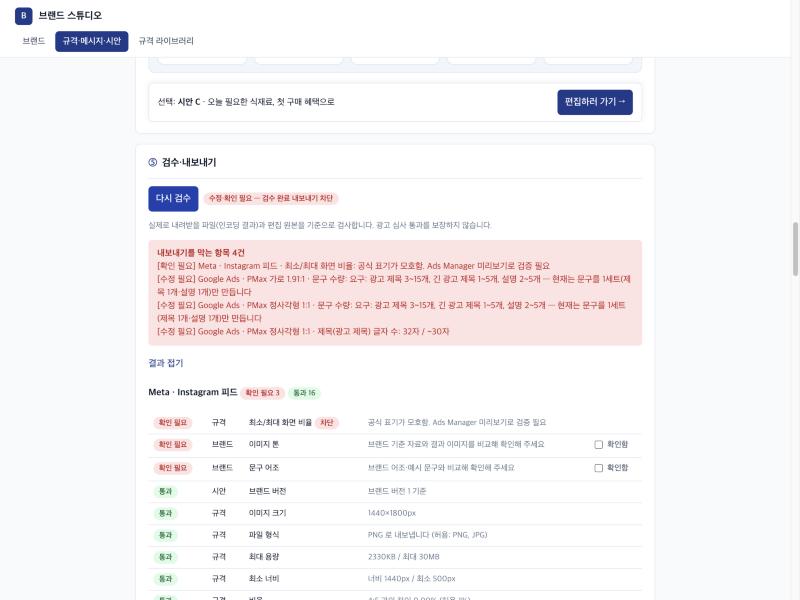 B 브랜드 스튜디오
브랜드 규격·메시지·시안 규격 라이브러리
선택: 시안 C - 오늘 필요한 식재료, 첫 구매 혜택으로 편집하러 가기 →
⑤ 검수·내보내기
다시 검수 수정·확인 필요 — 검수 완료 내보내기 차단
실제로 내려받을 파일(인코딩 결과)과 편집 원본을 기준으로 검사합니다. 광고 심사 통과를 보장하지 않습니다.
내보내기를 막는 항목 4건
[확인 필요] Meta · Instagram 피드 · 최소/최대 화면 비율: 공식 표기가 모호함. Ads Manager 미리보기로 검증 필요
[수정 필요] Google Ads · PMax 가로 1.91:1 · 문구 수량: 요구: 광고 제목 3~15개, 긴 광고 제목 1~5개, 설명 2~5개 — 현재는 문구를 1세트(제
목 1개·설명 1개)만 만듭니다
[수정 필요] Google Ads · PMax 정사각형 1:1 · 문구 수량: 요구: 광고 제목 3~15개, 긴 광고 제목 1~5개, 설명 2~5개 — 현재는 문구를 1세트
(제목 1개·설명 1개)만 만듭니다
[수정 필요] Google Ads · PMax 정사각형 1:1 · 제목(광고 제목) 글자 수: 32자 / ~30자
결과 접기
Meta · Instagram 피드 확인 필요 3 통과 16
확인 필요 규격 최소/최대 화면 비율 차단 공식 표기가 모호함. Ads Manager 미리보기로 검증 필요
확인 필요 브랜드 이미지 톤 브랜드 기준 자료와 결과 이미지를 비교해 확인해 주세요 확인함
확인 필요 브랜드 문구 어조 브랜드 어조·예시 문구와 비교해 확인해 주세요 확인함
통과 시안 브랜드 버전 브랜드 버전 1 기준
통과 규격 이미지 크기 1440×1800px
통과 규격 파일 형식 PNG 로 내보냅니다 (허용: PNG, JPG)
통과 규격 최대 용량 2330KB / 최대 30MB
통과 규격 최소 너비 너비 1440px / 최소 500px